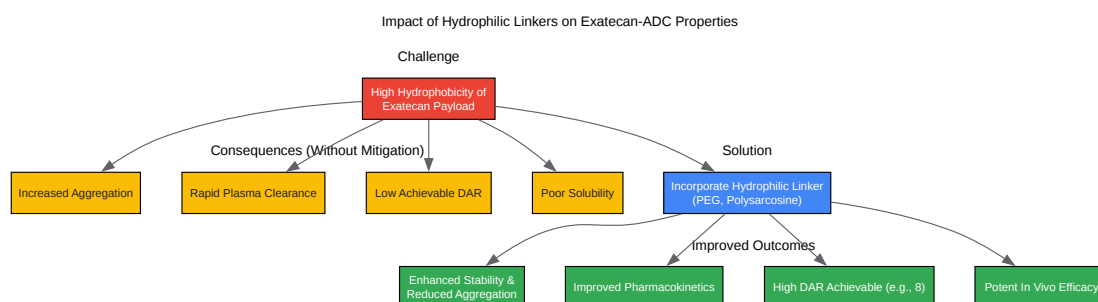 Impact of Hydrophilic Linkers on Exatecan-ADC Properties
Challenge
High Hydrophobicity of
Exatecan Payload
Consequences (Without Mitigation)
Solution
Increased Aggregation
Rapid Plasma Clearance
Low Achievable DAR
Poor Solubility
Incorporate Hydrophilic Linker
(PEG, Polysarcosine)
Improved Outcomes
Enhanced Stability &
Reduced Aggregation
Improved Pharmacokinetics
High DAR Achievable (e.g., 8)
Potent In Vivo Efficacy